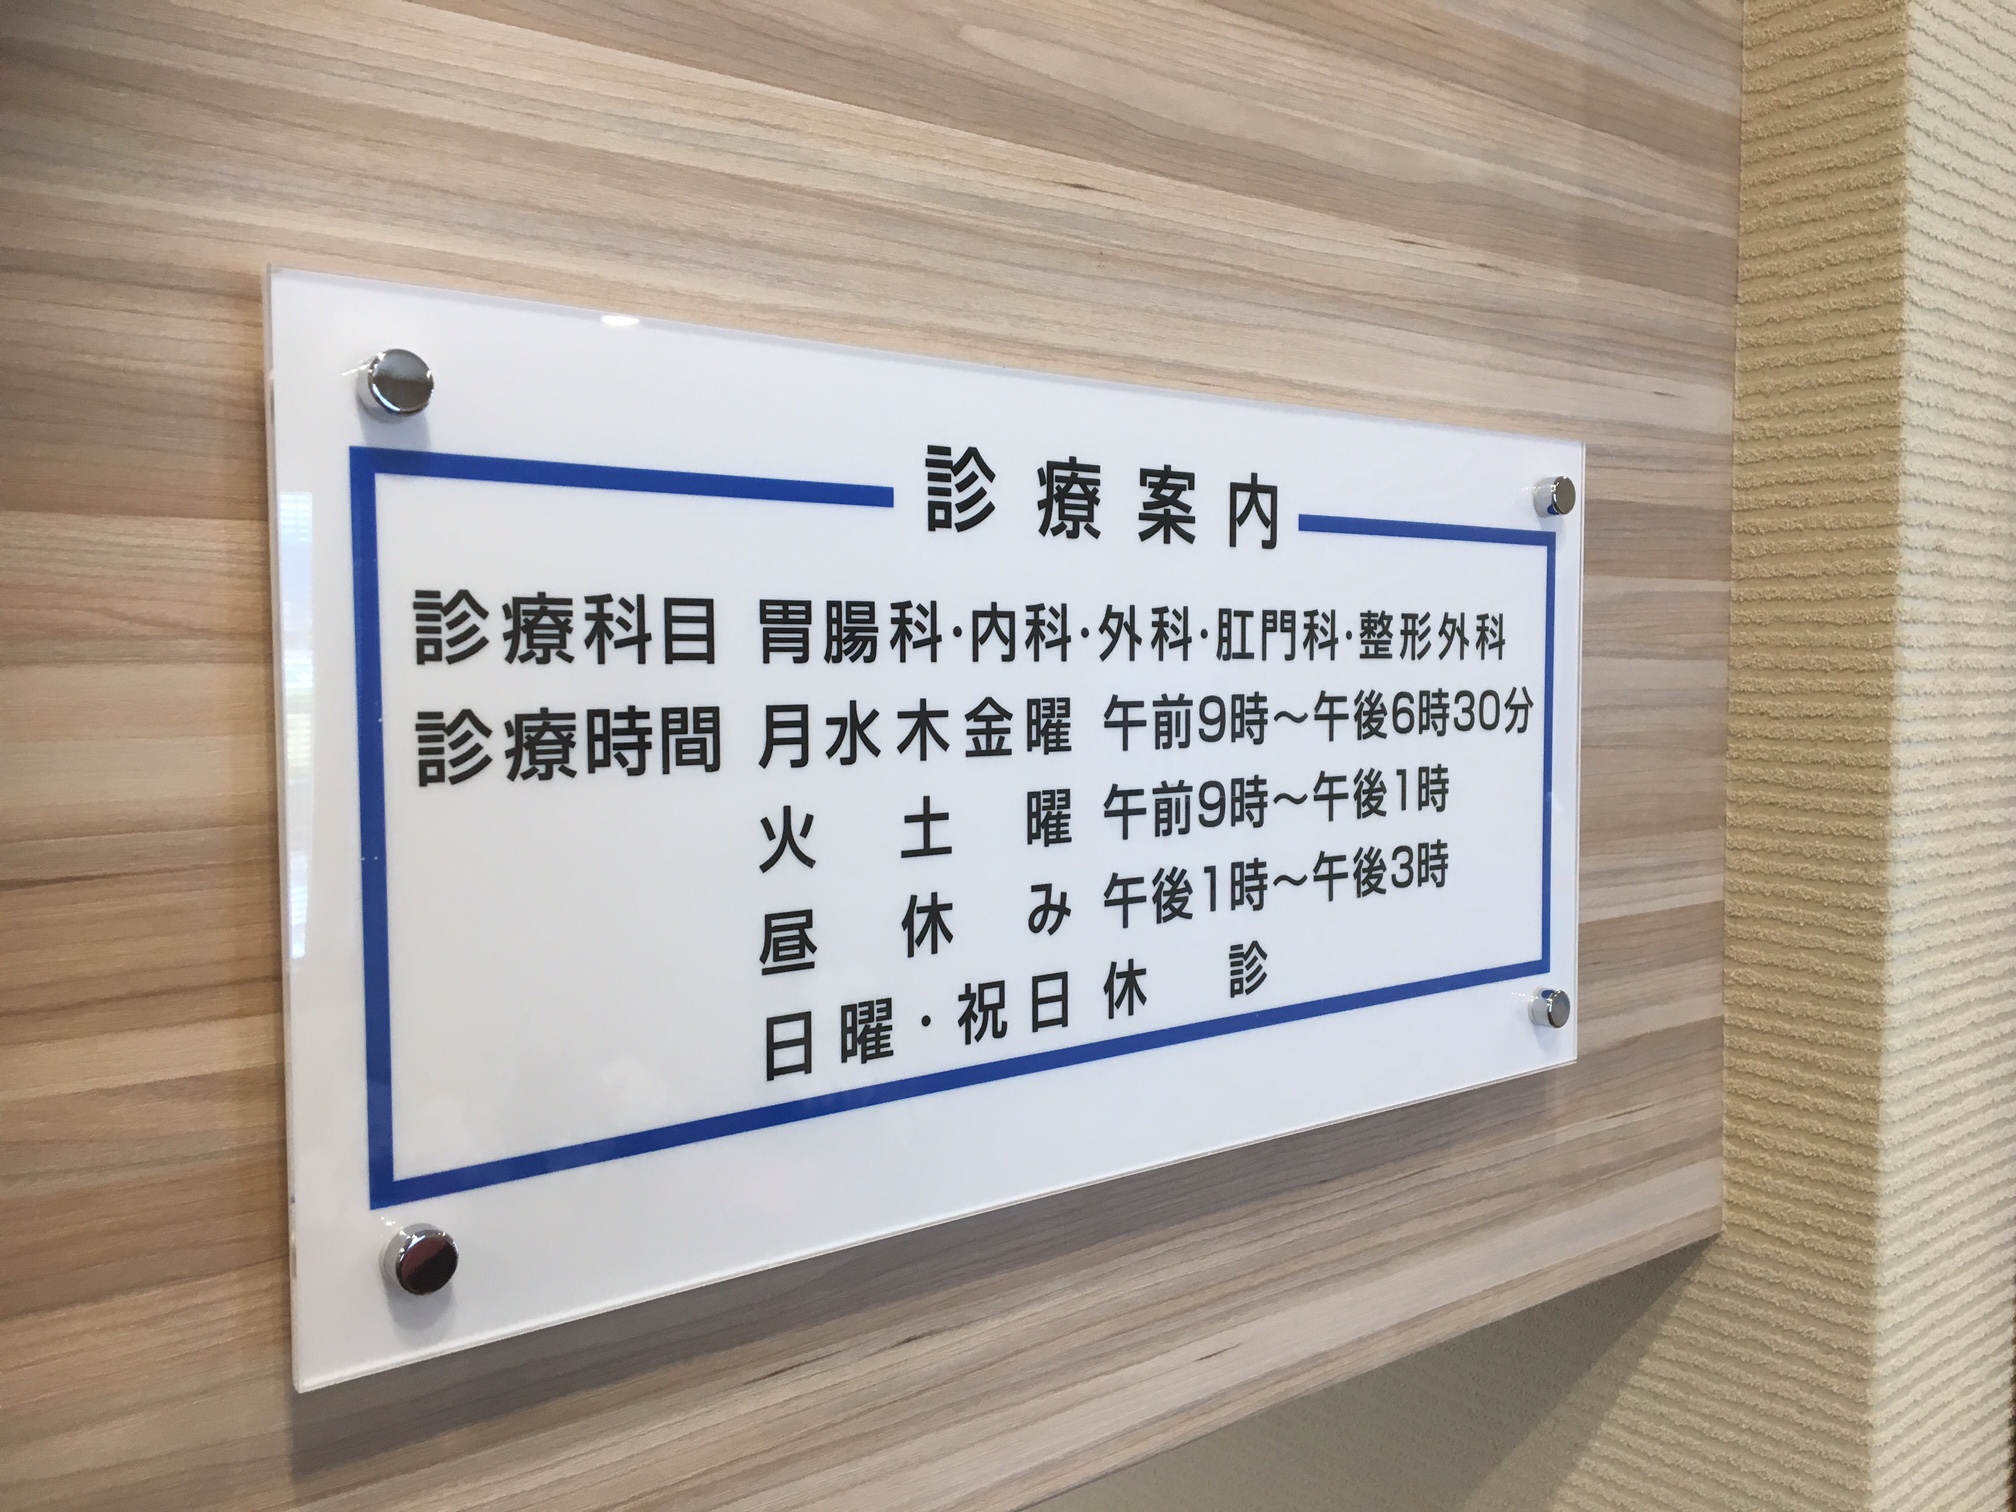 診療案内
診療科目 胃腸科・内科・外科・肛門科・整形外科
診療時間 月水木金曜 午前9時～午後6時30分
火土曜 午前9時～午後1時
昼休み 午後1時～午後3時
日曜・祝日休診